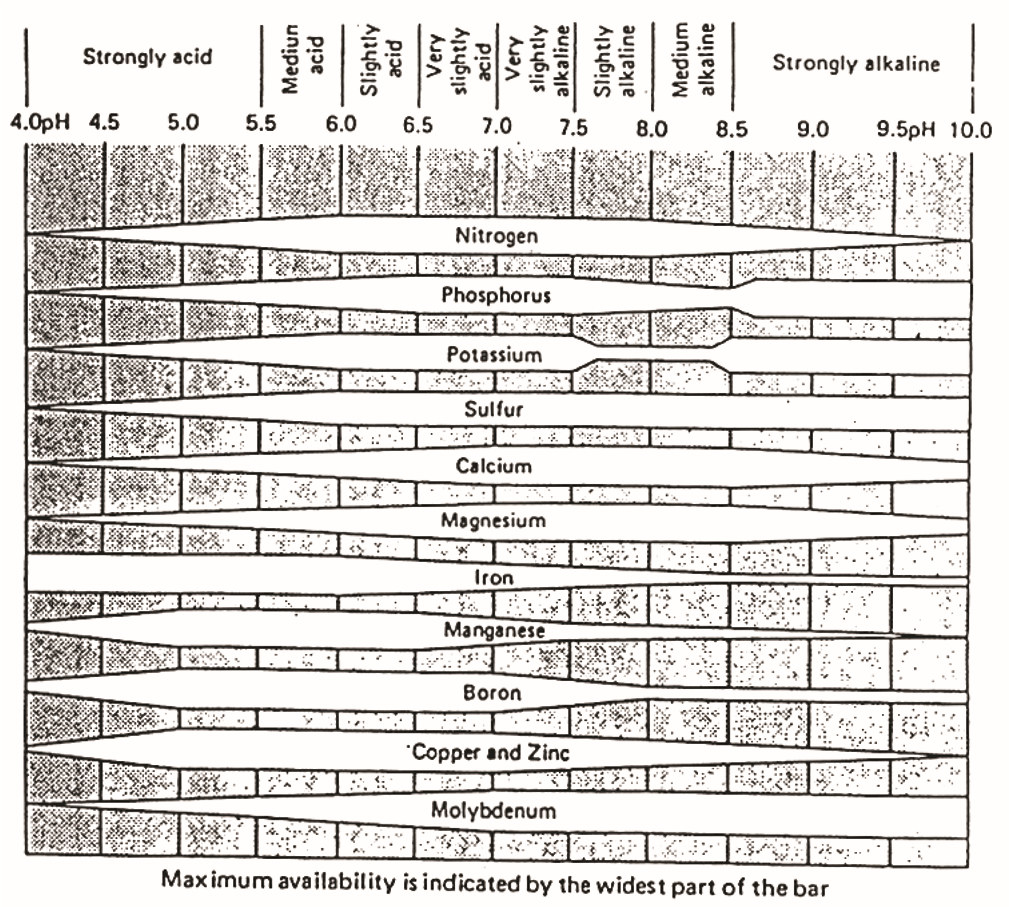 Strongly acid
Mediun
acid
Slightly
acid
Very
slightly
acid
Very
slightly
alkaline
Slightly
alkaline
Medium
alkaline
Strongly alkaline
4.0pH 4.5 5.0 5.5 6.0 6.5 7.0 7.5 8.0 8.5 9.0 9.5pH 10.0
Nitrogen
Phosphorus
Potassium
Sulfur
Calcium
Magnesium
Iron
Manganese
Boron
Copper and Zinc
Molybdenum
Maximum availability is indicated by the widest part of the bar